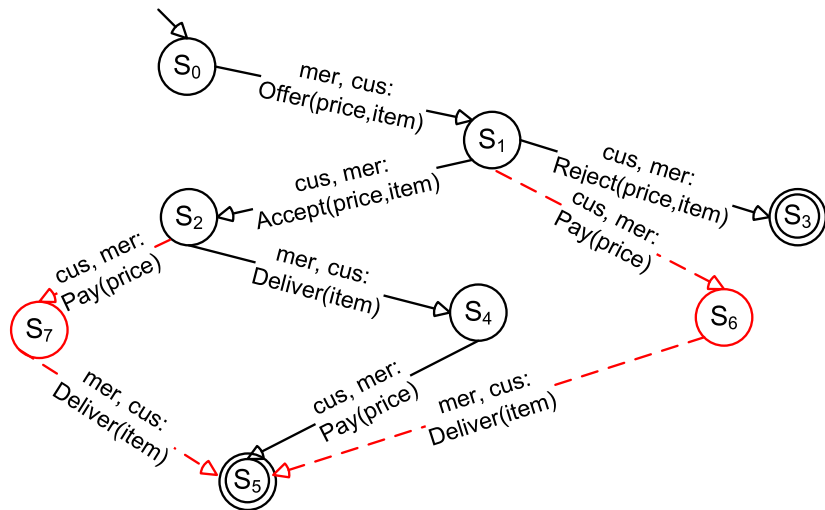 S0
mer, cus:
Offer(price,item)
S1
cus, mer:
Reject(price,item)
S3
cus, mer:
Accept(price,item)
S2
cus, mer:
Pay(price)
S6
cus, mer:
Pay(price)
S7
mer, cus:
Deliver(item)
S4
cus, mer:
Pay(price)
mer, cus:
Deliver(item)
mer, cus:
Deliver(item)
S5